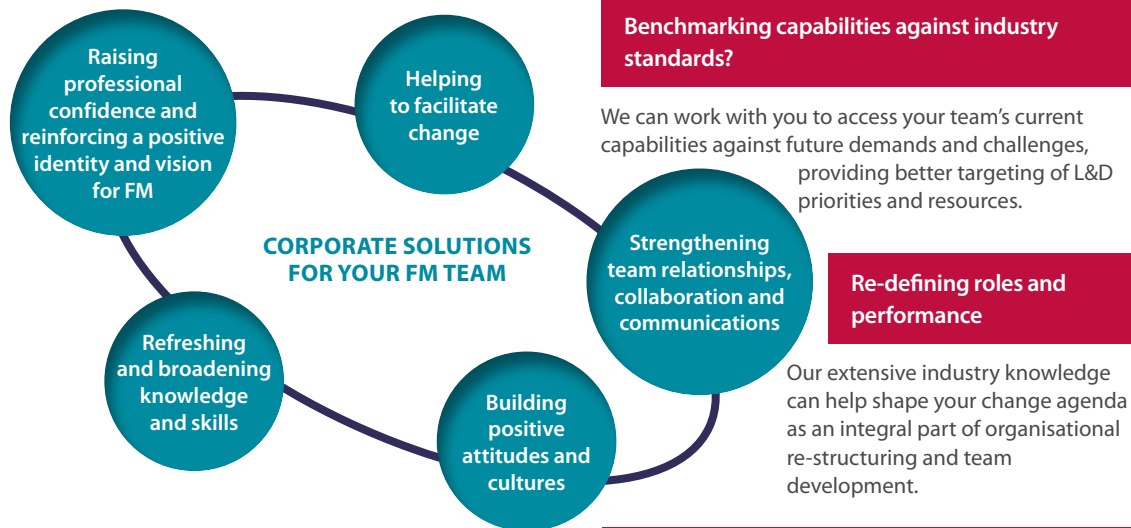 Raising
professional
confidence and
reinforcing a positive
identity and vision
for FM
Helping
to facilitate
change
CORPORATE SOLUTIONS
FOR YOUR FM TEAM
Strengthening
team relationships,
collaboration and
communications
Refreshing
and broadening
knowledge
and skills
Building
positive
attitudes and
cultures
Benchmarking capabilities against industry
standards?
We can work with you to access your team’s current
capabilities against future demands and challenges,
providing better targeting of L&D
priorities and resources.
Re-defining roles and
performance
Our extensive industry knowledge
can help shape your change agenda
as an integral part of organisational
re-structuring and team
development.